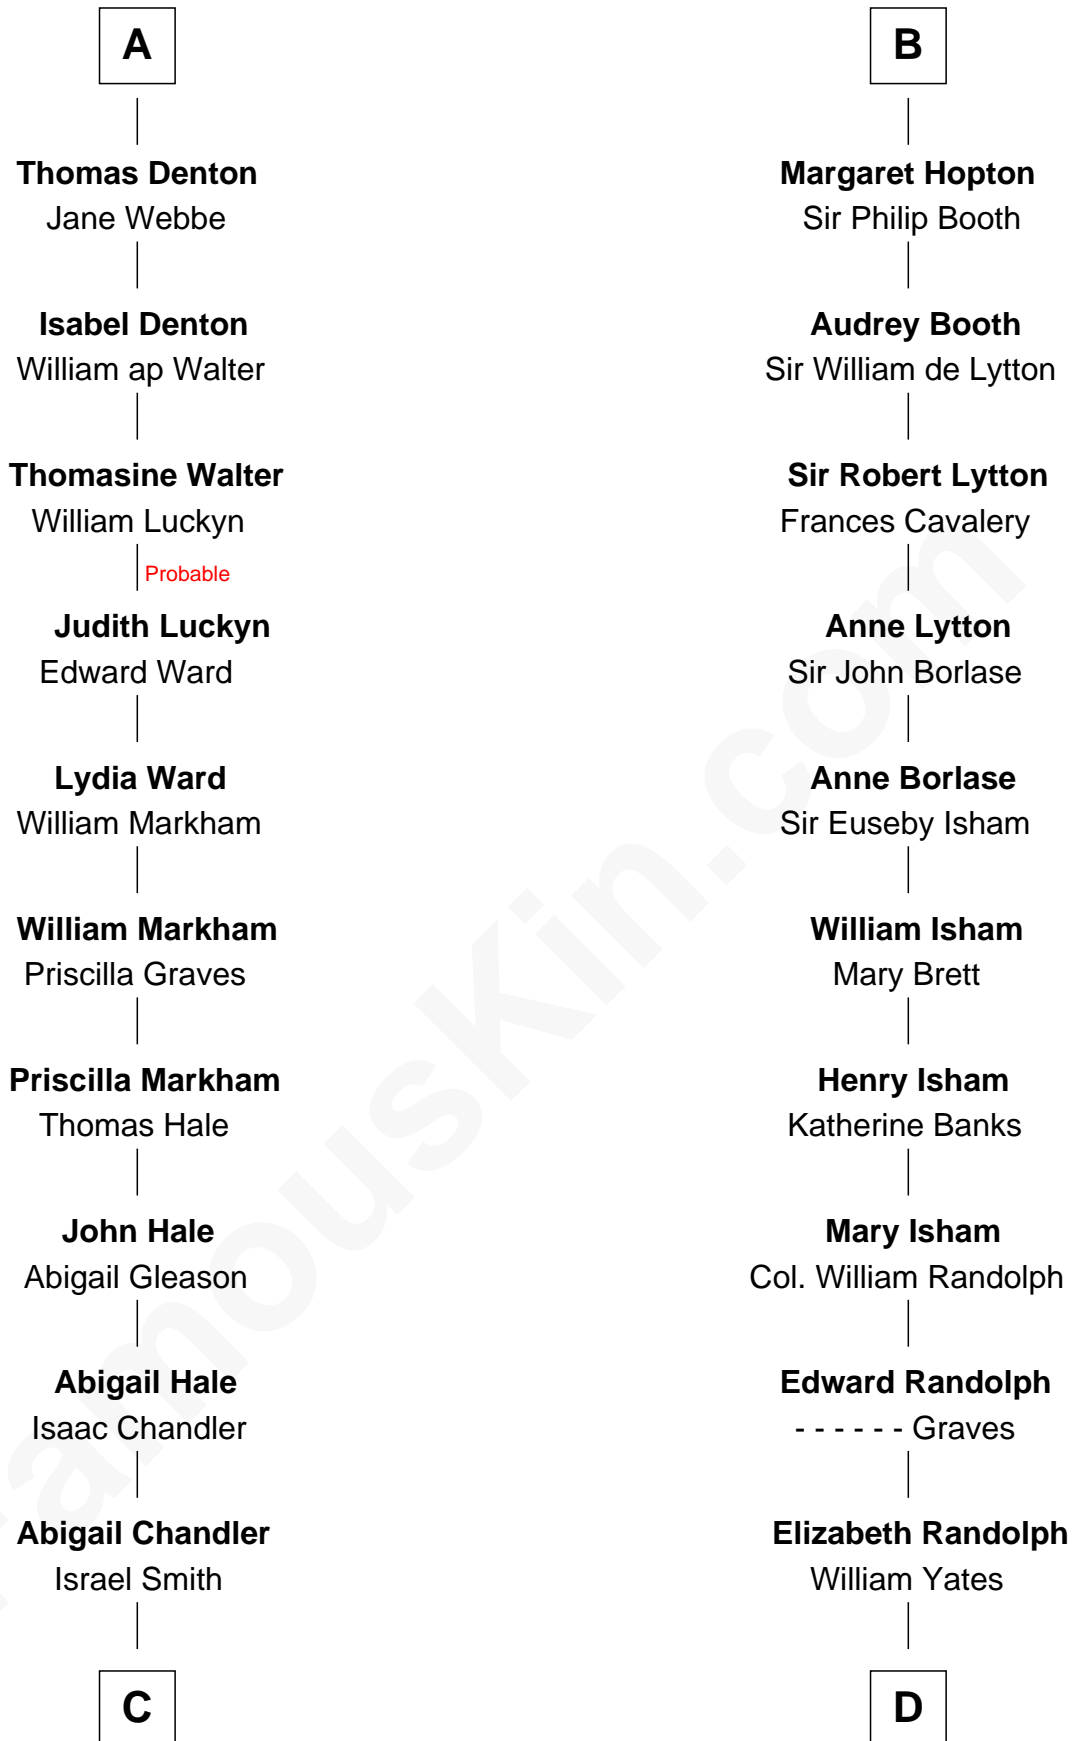 A
Thomas Denton
Jane Webbe
Isabel Denton
William ap Walter
Thomasine Walter
William Luckyn
Probable
Judith Luckyn
Edward Ward
Lydia Ward
William Markham
William Markham
Priscilla Graves
Priscilla Markham
Thomas Hale
John Hale
Abigail Gleason
Abigail Hale
Isaac Chandler
Abigail Chandler
Israel Smith
C
B
Margaret Hopton
Sir Philip Booth
Audrey Booth
Sir William de Lytton
Sir Robert Lytton
Frances Cavalery
Anne Lytton
Sir John Borlase
Anne Borlase
Sir Euseby Isham
William Isham
Mary Brett
Henry Isham
Katherine Banks
Mary Isham
Col. William Randolph
Edward Randolph
- - - - - - Graves
Elizabeth Randolph
William Yates
D
FamousKin.com